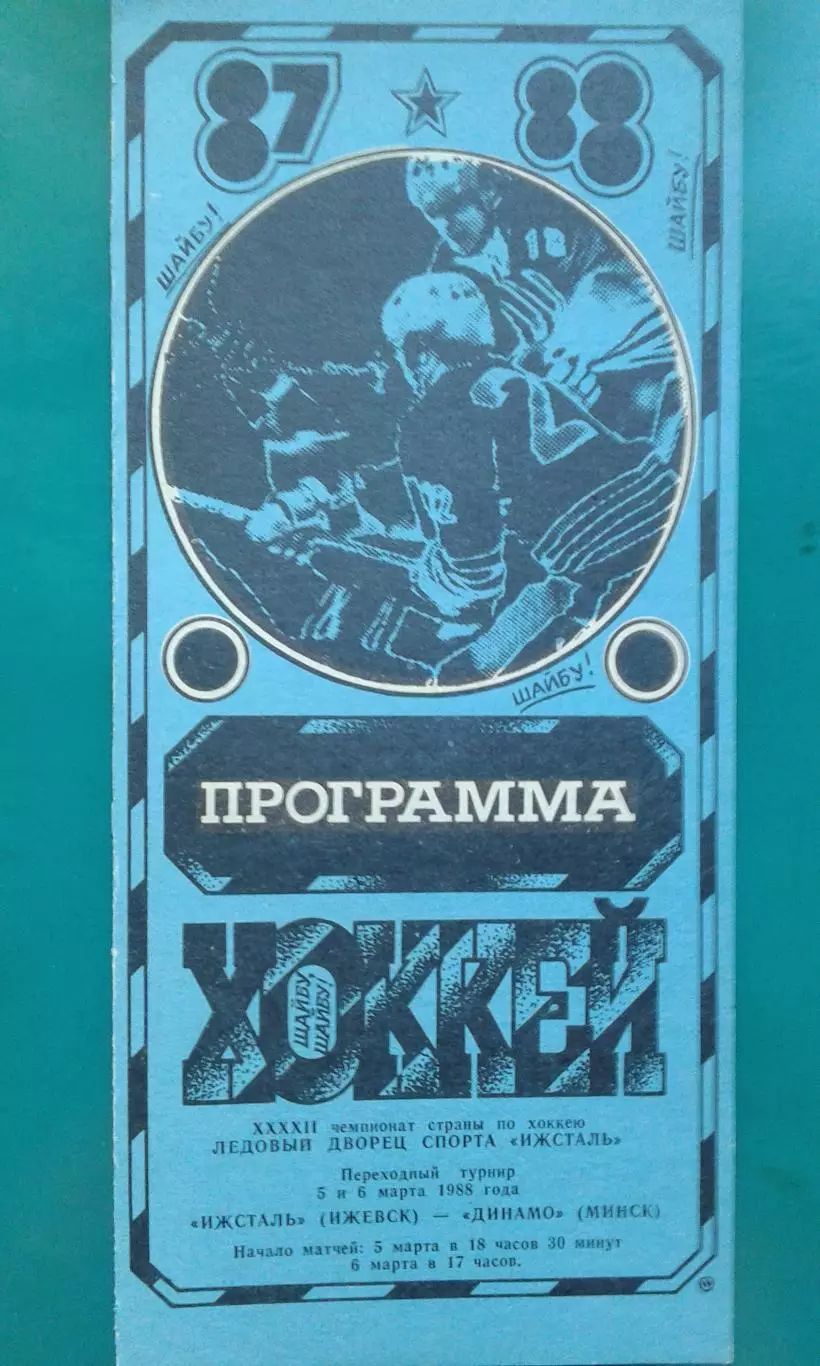 87 88
ШАЙБУ!
ШАЙБУ!
18
ШАЙБУ!
ПРОГРАММА
ХОККЕЙ
ШАЙБУ
ШАЙБУ!
XXXXII чемпионат страны по хоккею
ЛЕДОВЫЙ ДВОРЕЦ СПОРТА «ИЖСТАЛЬ»
Переходный турнир
5 и 6 марта 1988 года
«ИЖСТАЛЬ» (ИЖЕВСК) — «ДИНАМО» (МИНСК)
Начало матчей: 5 марта в 18 часов 30 минут
6 марта в 17 часов.